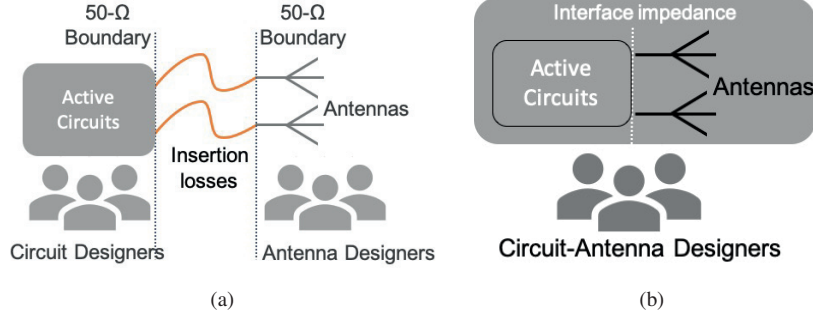 50-Ω
Boundary
50-Ω
Boundary
Active
Circuits
Antennas
Insertion
losses
Circuit Designers
Antenna Designers
(a)
Interface impedance
Active
Circuits
Antennas
Circuit-Antenna Designers
(b)